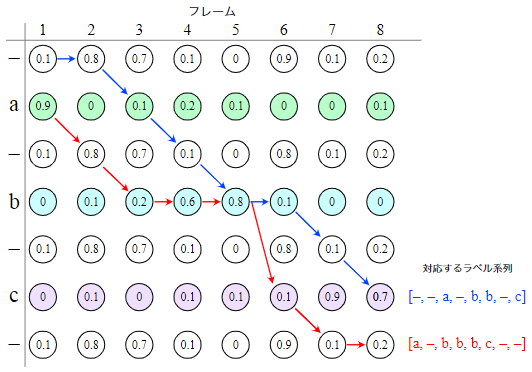 フレーム
1 2 3 4 5 6 7 8
– 0.1 0.8 0.7 0.1 0 0.9 0.1 0.2
a 0.9 0 0.1 0.2 0.1 0 0 0.1
– 0.1 0.8 0.7 0.1 0 0.8 0.1 0.2
b 0 0.1 0.2 0.6 0.8 0.1 0 0
– 0.1 0.8 0.7 0.1 0 0.8 0.1 0.2
対応するラベル系列
c 0 0.1 0 0.1 0.1 0.1 0.9 0.7 [–, –, a, –, b, b, –, c]
– 0.1 0.8 0.7 0.1 0 0.9 0.1 0.2 [a, –, b, b, b, c, –, –]